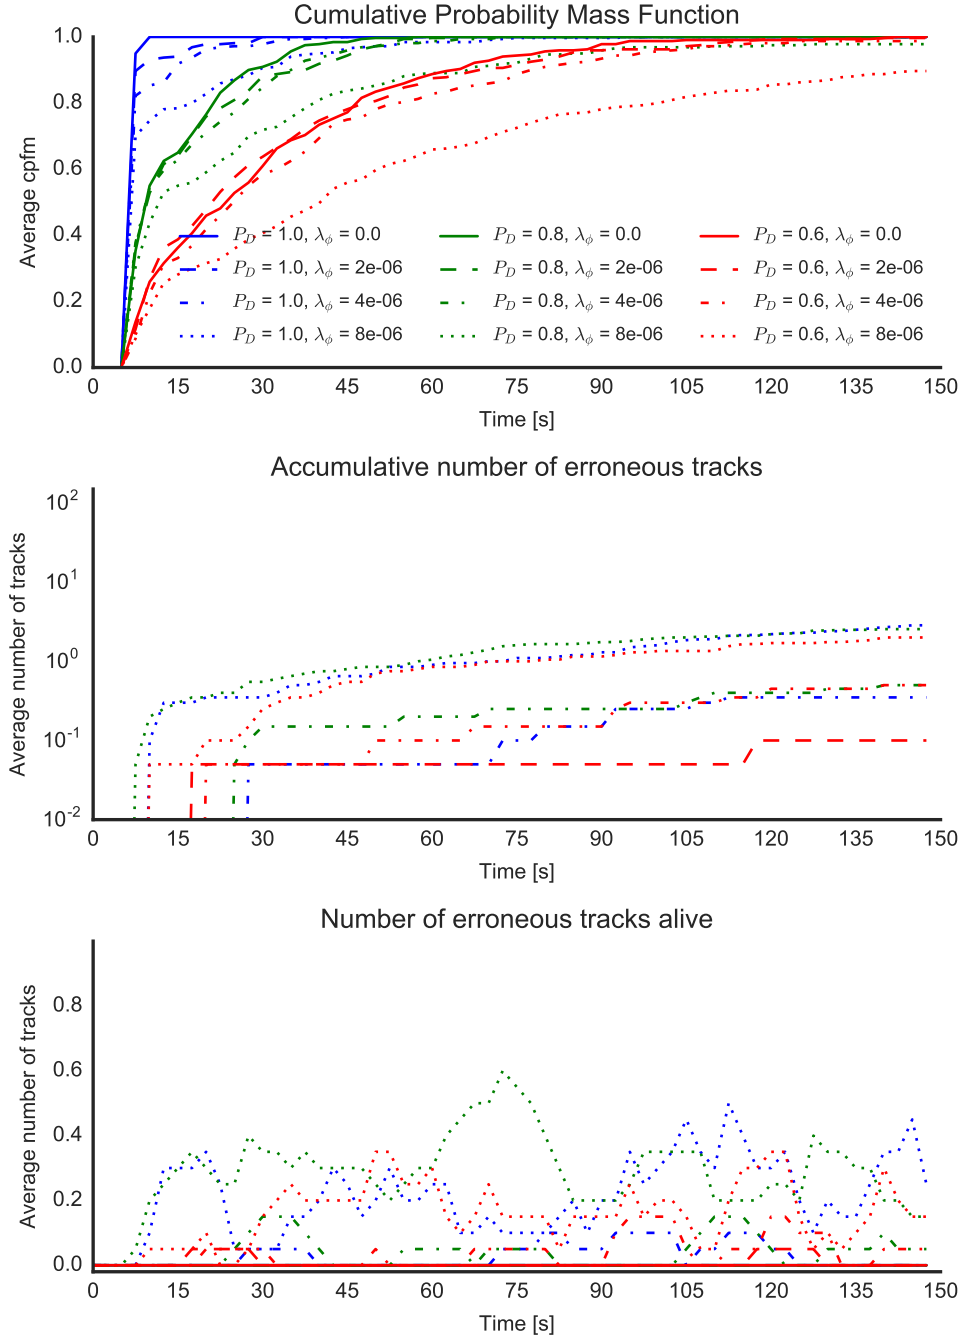 Cumulative Probability Mass Function
1.0
0.8
0.6
0.4
0.2
0.0
Average cpfm
P_D = 1.0, λ_ϕ = 0.0
P_D = 0.8, λ_ϕ = 0.0
P_D = 0.6, λ_ϕ = 0.0
P_D = 1.0, λ_ϕ = 2e-06
P_D = 0.8, λ_ϕ = 2e-06
P_D = 0.6, λ_ϕ = 2e-06
P_D = 1.0, λ_ϕ = 4e-06
P_D = 0.8, λ_ϕ = 4e-06
P_D = 0.6, λ_ϕ = 4e-06
P_D = 1.0, λ_ϕ = 8e-06
P_D = 0.8, λ_ϕ = 8e-06
P_D = 0.6, λ_ϕ = 8e-06
0 15 30 45 60 75 90 105 120 135 150
Time [s]
Accumulative number of erroneous tracks
10^2
10^1
10^0
10^-1
10^-2
Average number of tracks
0 15 30 45 60 75 90 105 120 135 150
Time [s]
Number of erroneous tracks alive
0.8
0.6
0.4
0.2
0.0
Average number of tracks
0 15 30 45 60 75 90 105 120 135 150
Time [s]